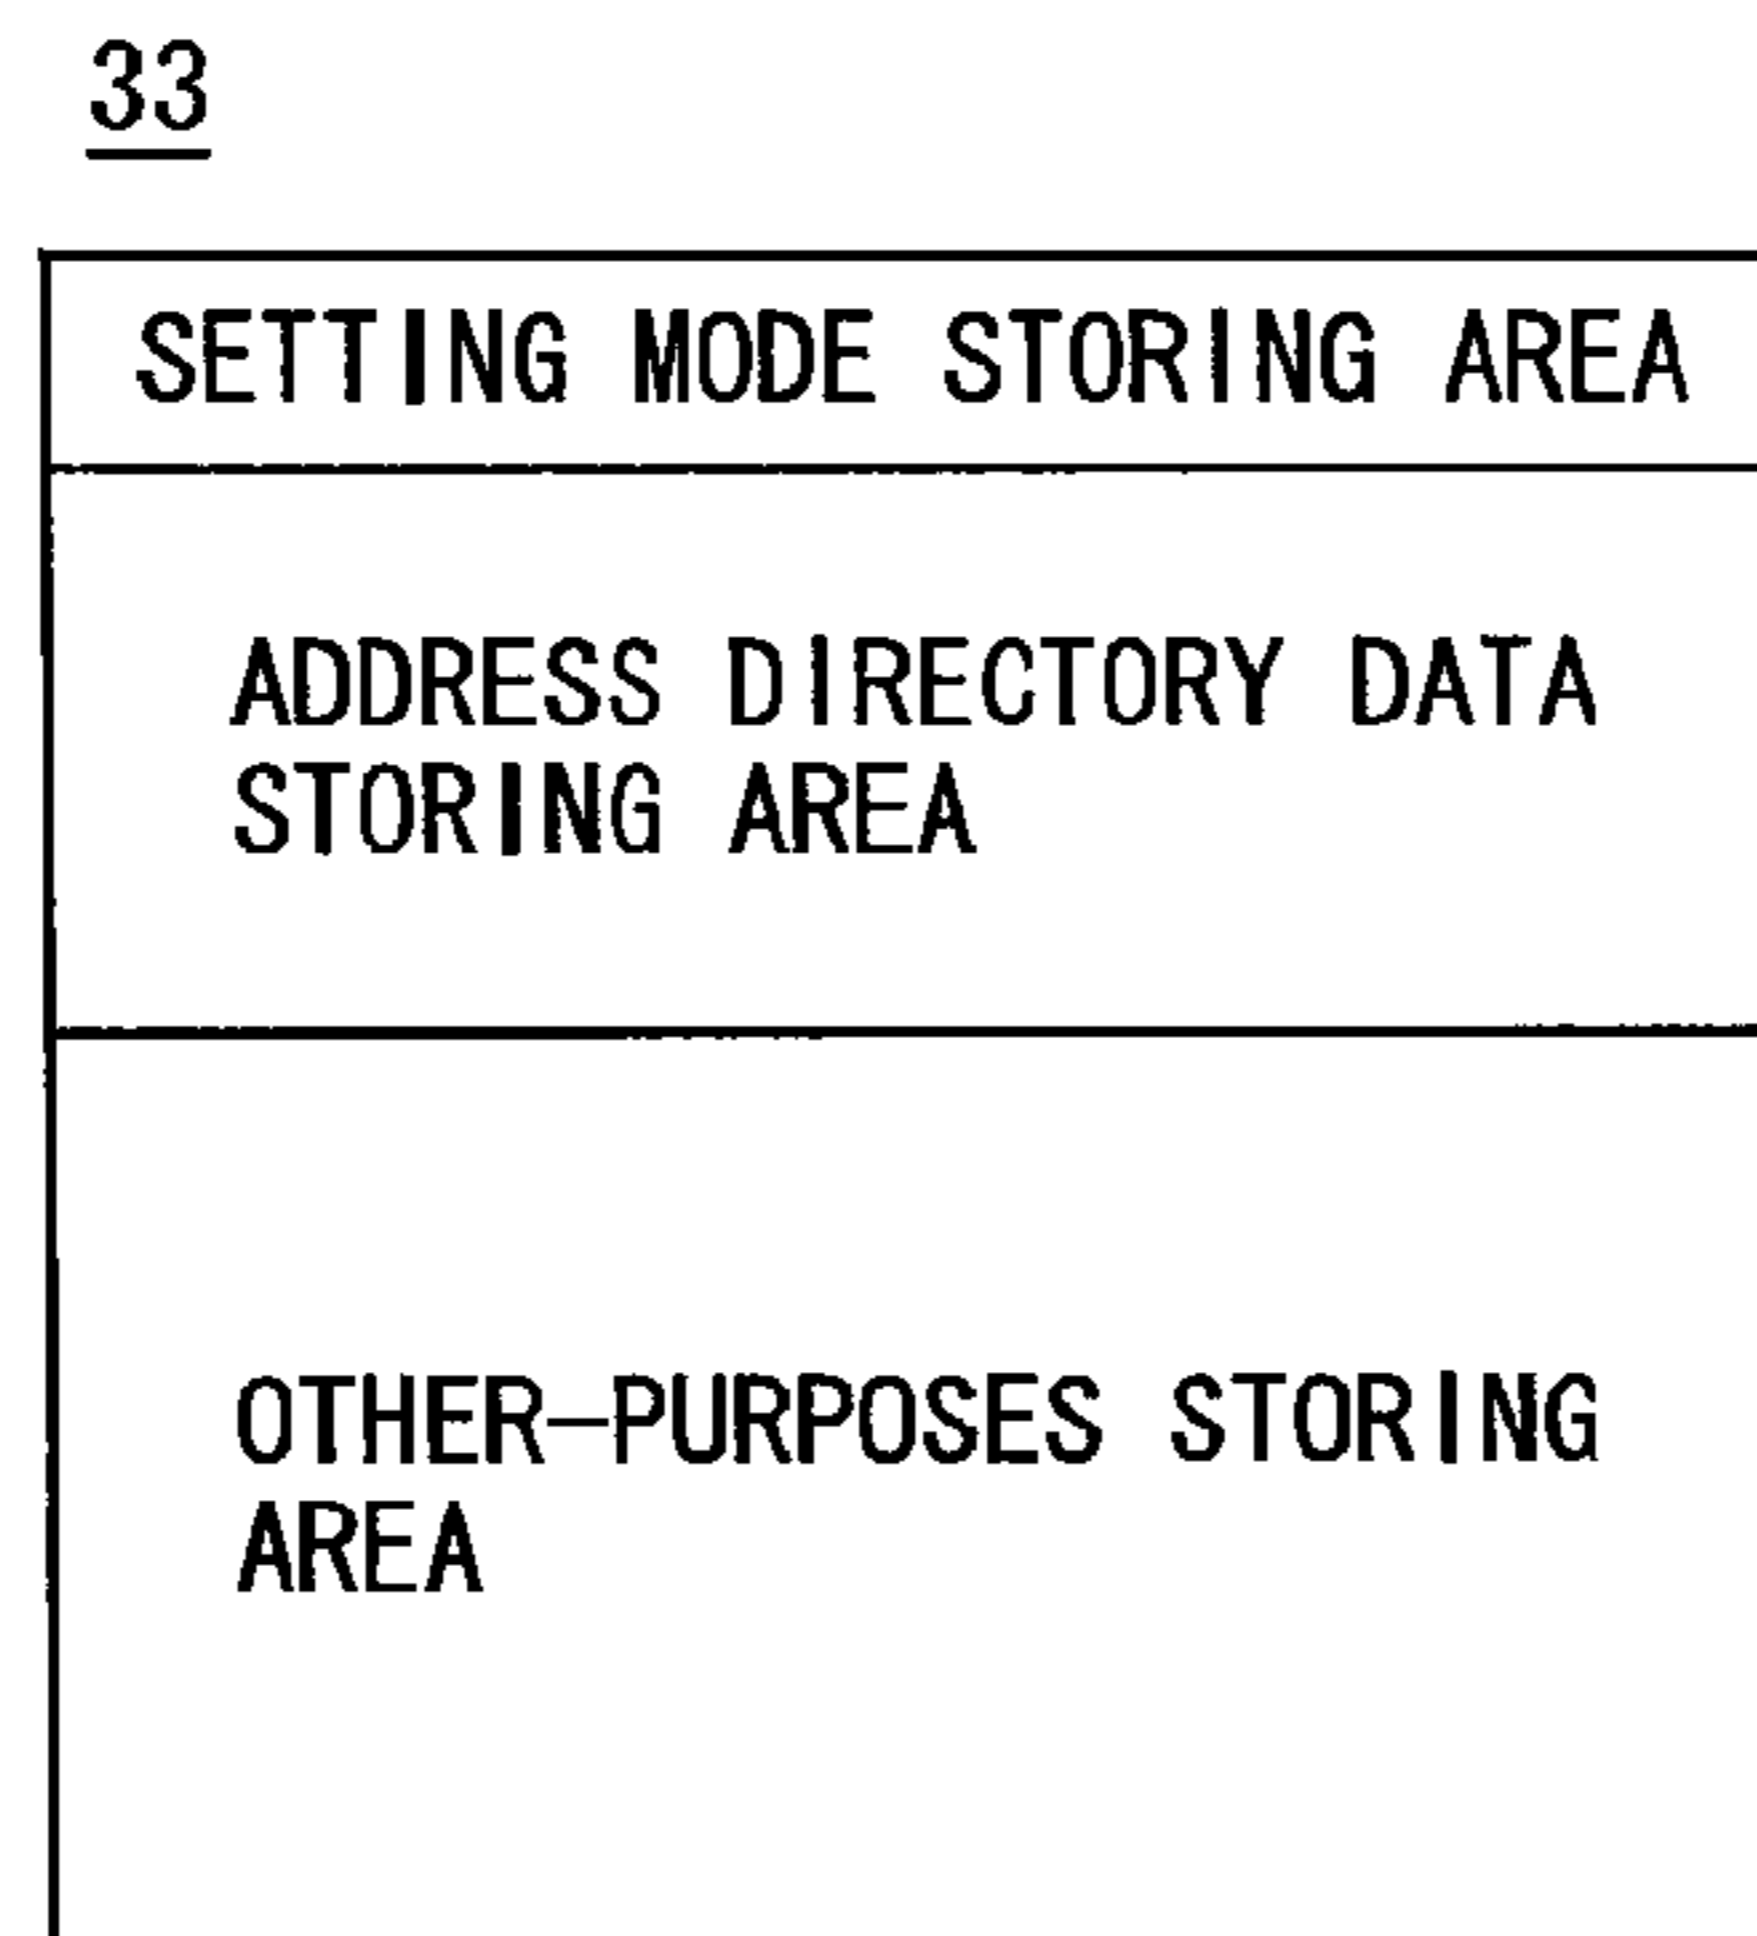 33
SETTING MODE STORING AREA
ADDRESS DIRECTORY DATA
STORING AREA
OTHER-PURPOSES STORING
AREA